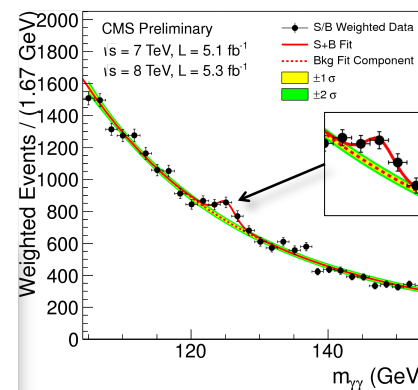 CMS Preliminary
√s = 7 TeV, L = 5.1 fb⁻¹
√s = 8 TeV, L = 5.3 fb⁻¹
S/B Weighted Data
S+B Fit
Bkg Fit Component
±1 σ
±2 σ
Weighted Events / (1.67 GeV)
2000
1800
1600
1400
1200
1000
800
600
400
200
0
120
140
mγγ (GeV